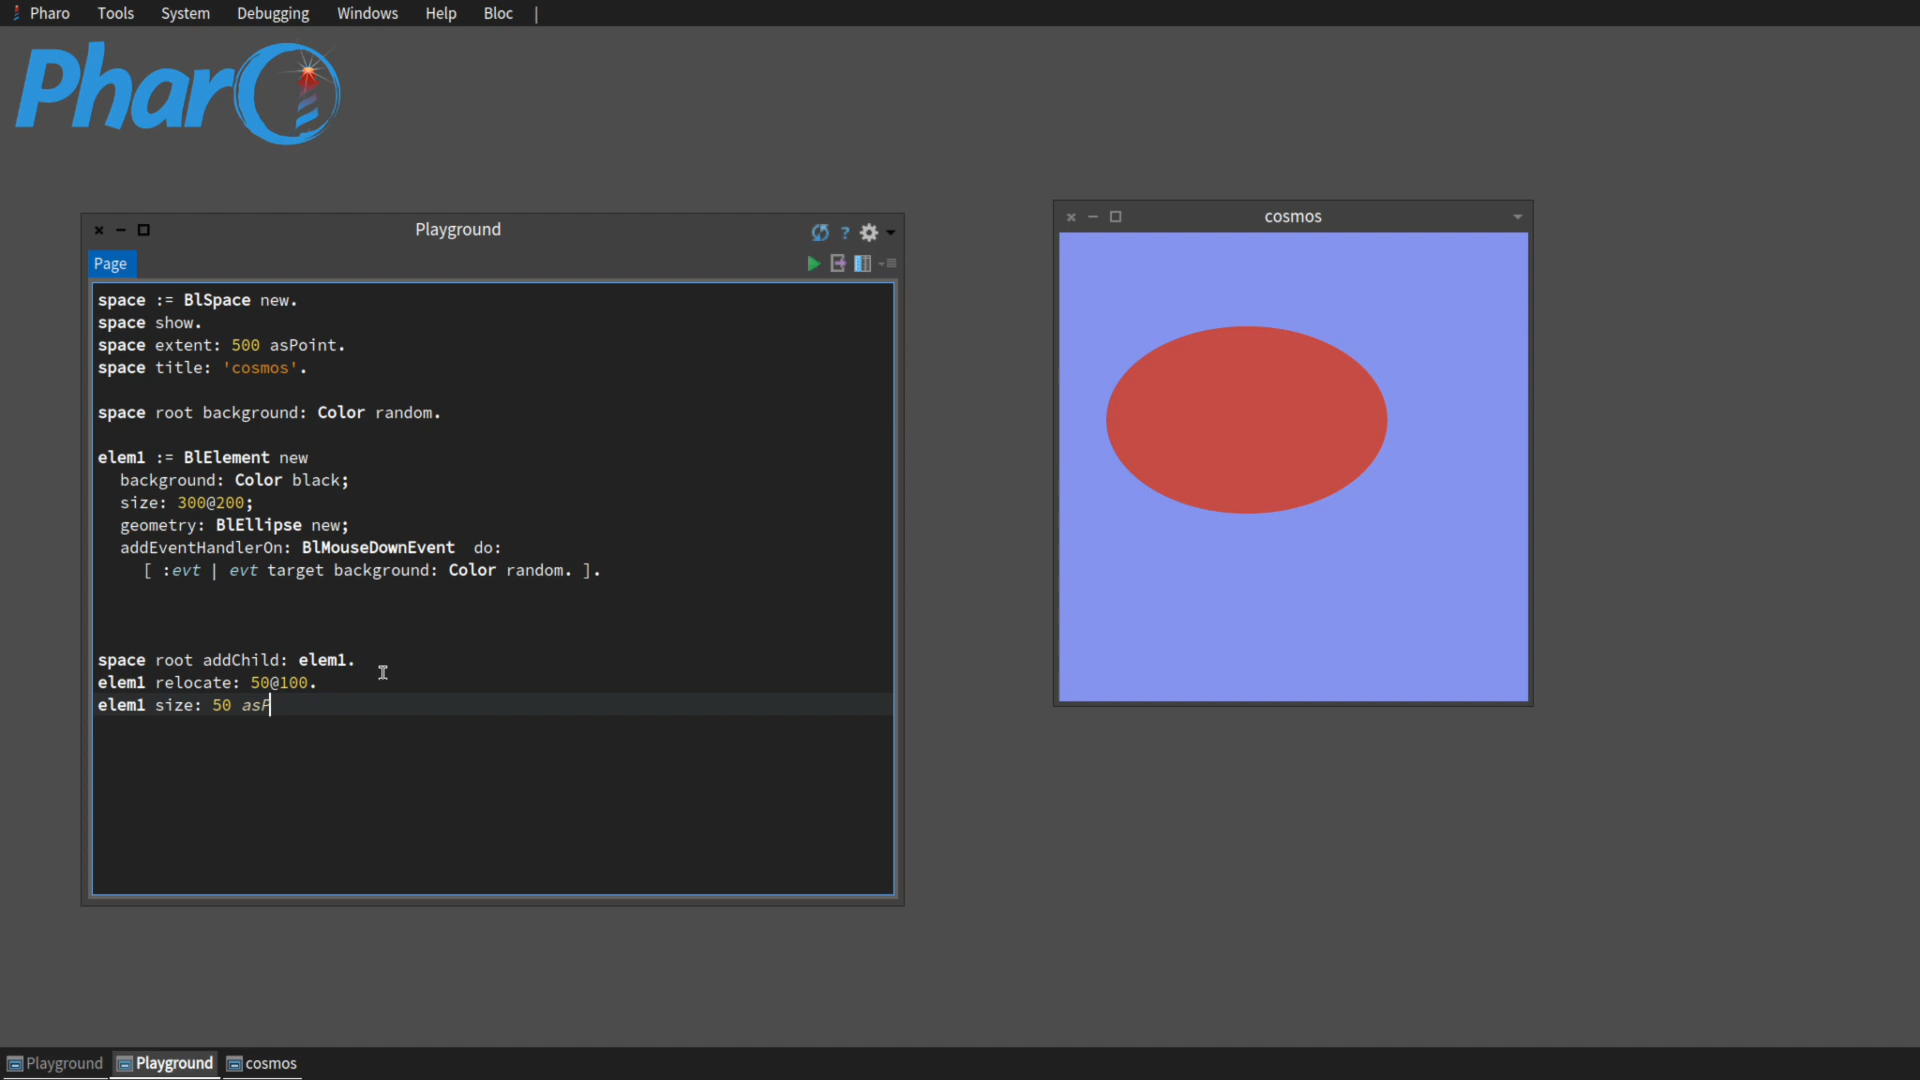 Pharo Tools System Debugging Windows Help Bloc |
Pharo
Playground
?
Page
space := BlSpace new.
space show.
space extent: 500 asPoint.
space title: 'cosmos'.
space root background: Color random.
elem1 := BlElement new
background: Color black;
size: 300@200;
geometry: BlEllipse new;
addEventHandlerOn: BlMouseDownEvent  do:
[ :evt | evt target background: Color random. ].
space root addChild: elem1.
elem1 relocate: 50@100.
elem1 size: 50 asP
cosmos
Playground Playground cosmos